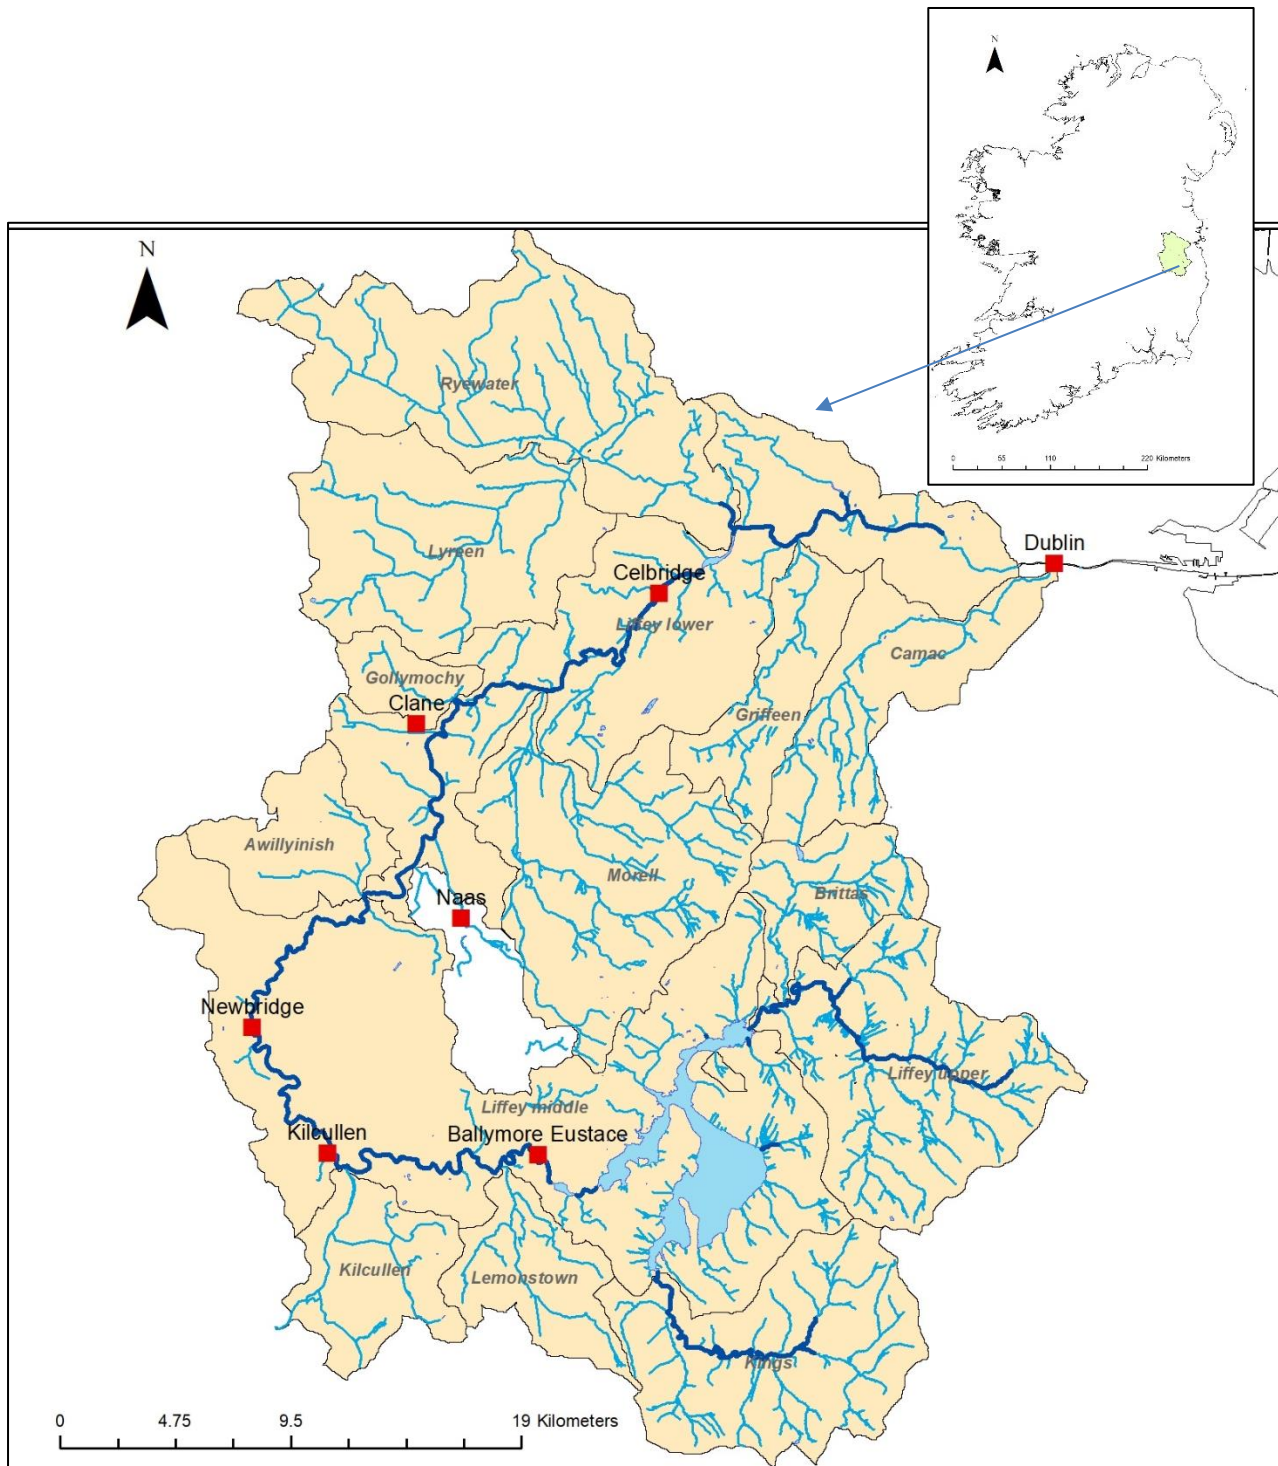 N
0 55 110 220 Kilometers
N
Ryewater
Dublin
Lyreen
Celbridge
Liffey lower
Camac
Gollymochy
Clane
Griffeen
Awillyinish
Morell
Brittas
Naas
Newbridge
Liffey upper
Liffey middle
Kilcullen
Ballymore Eustace
Kilcullen
Lemonstown
Kings
0 4.75 9.5 19 Kilometers